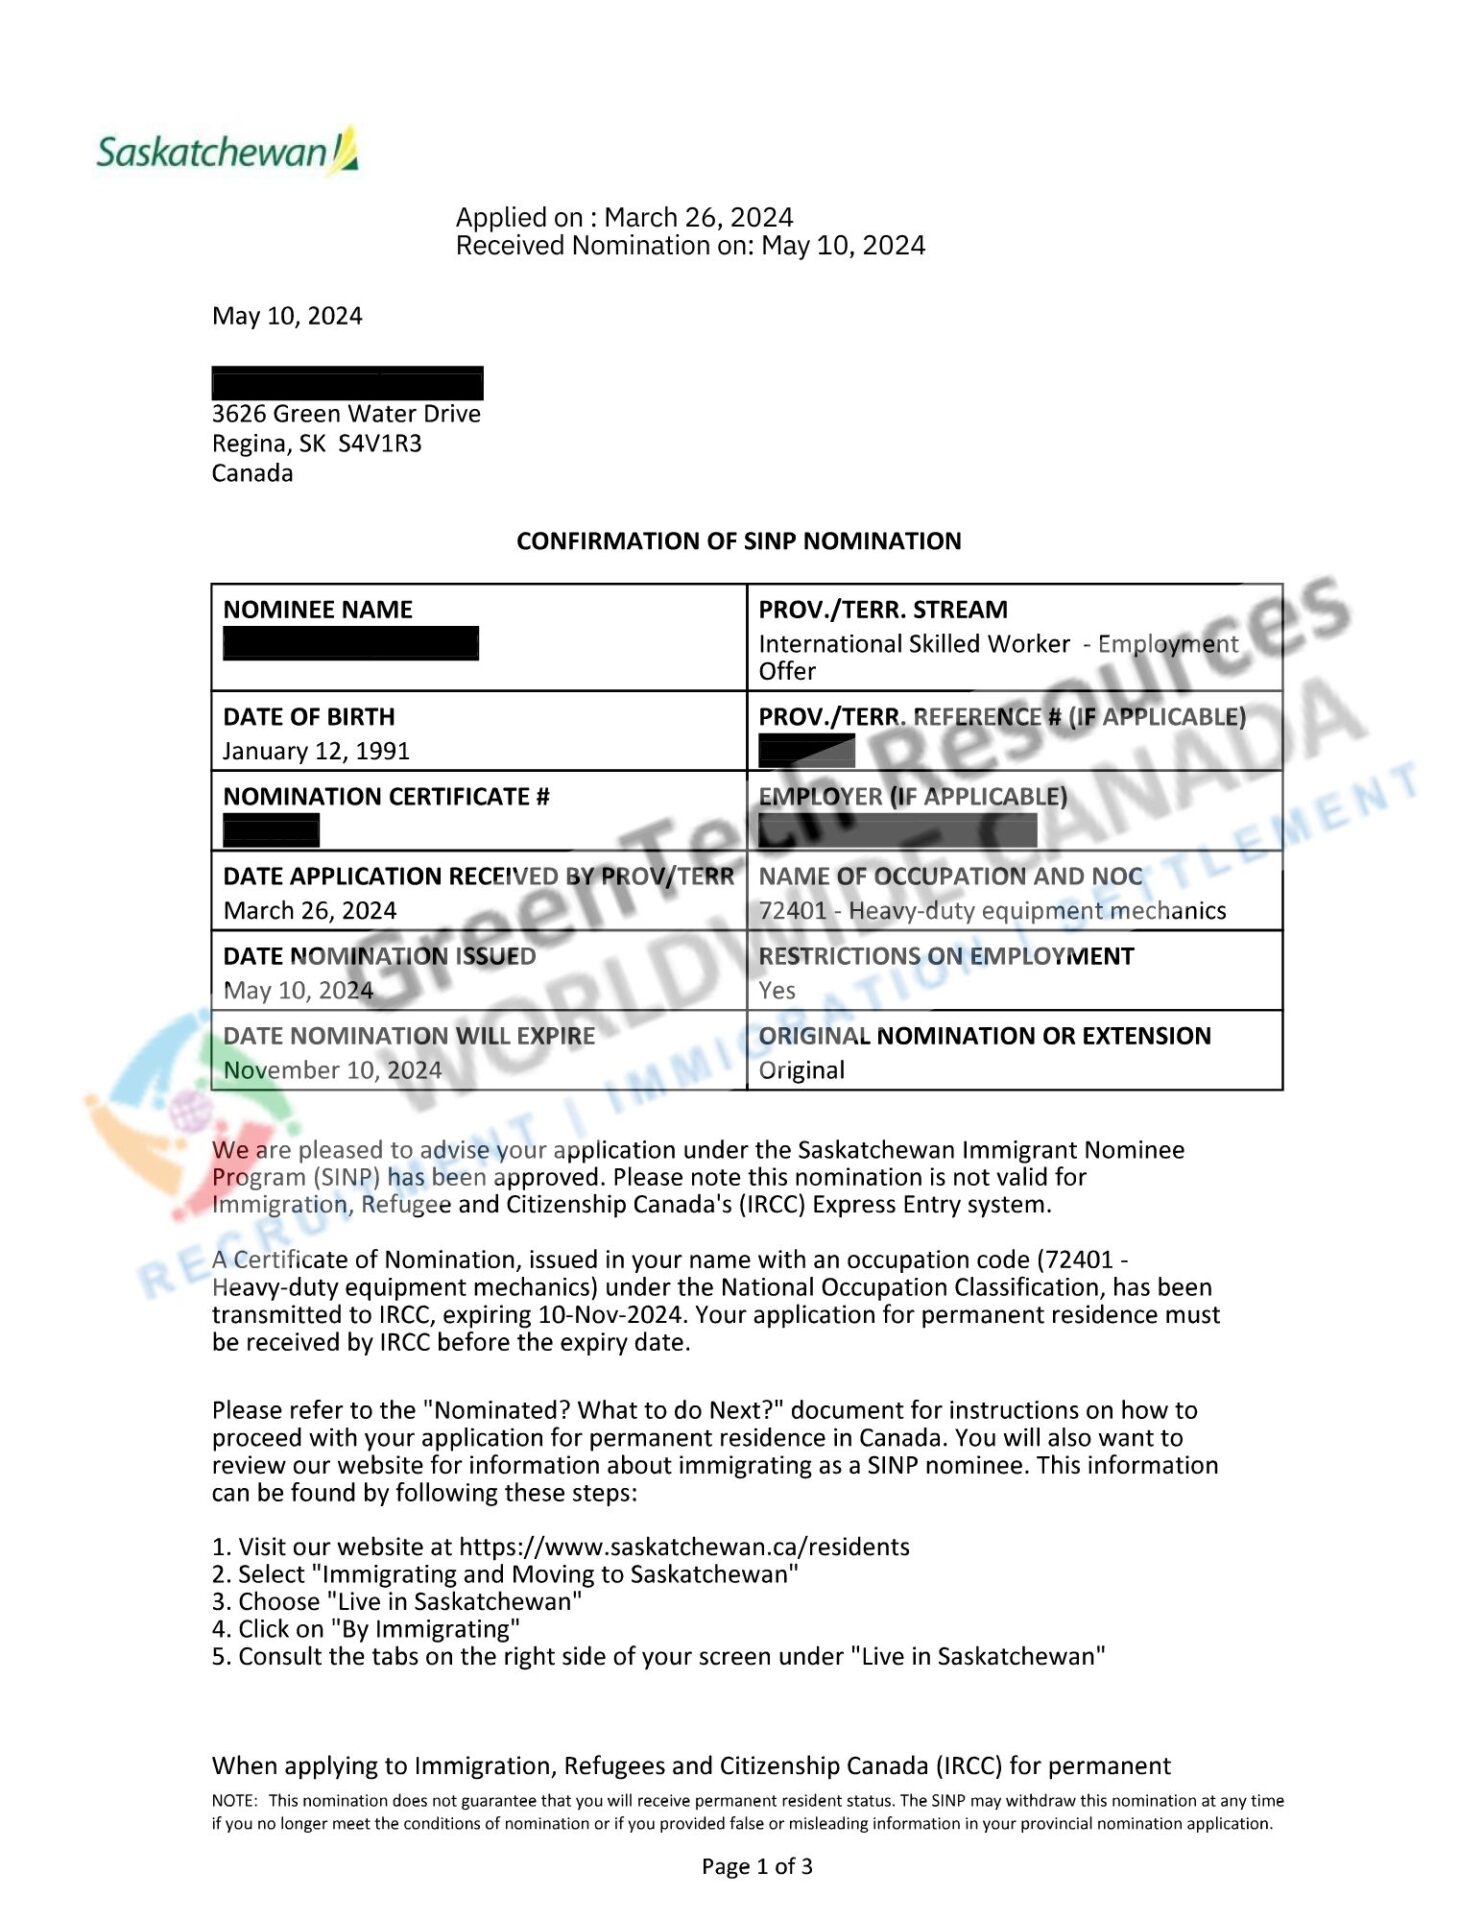 Saskatchewan
Applied on : March 26, 2024
Received Nomination on: May 10, 2024
May 10, 2024
3626 Green Water Drive
Regina, SK  S4V1R3
Canada
CONFIRMATION OF SINP NOMINATION
NOMINEE NAME
PROV./TERR. STREAM
International Skilled Worker  - Employment
Offer
DATE OF BIRTH
January 12, 1991
PROV./TERR. REFERENCE # (IF APPLICABLE)
NOMINATION CERTIFICATE #
EMPLOYER (IF APPLICABLE)
DATE APPLICATION RECEIVED BY PROV/TERR
March 26, 2024
NAME OF OCCUPATION AND NOC
72401 - Heavy-duty equipment mechanics
DATE NOMINATION ISSUED
May 10, 2024
RESTRICTIONS ON EMPLOYMENT
Yes
DATE NOMINATION WILL EXPIRE
November 10, 2024
ORIGINAL NOMINATION OR EXTENSION
Original
GreenTech Resources
WORLDWIDE CANADA
RECRUITMENT | IMMIGRATION | SETTLEMENT
We are pleased to advise your application under the Saskatchewan Immigrant Nominee
Program (SINP) has been approved. Please note this nomination is not valid for
Immigration, Refugee and Citizenship Canada's (IRCC) Express Entry system.
A Certificate of Nomination, issued in your name with an occupation code (72401 -
Heavy-duty equipment mechanics) under the National Occupation Classification, has been
transmitted to IRCC, expiring 10-Nov-2024. Your application for permanent residence must
be received by IRCC before the expiry date.
Please refer to the "Nominated? What to do Next?" document for instructions on how to
proceed with your application for permanent residence in Canada. You will also want to
review our website for information about immigrating as a SINP nominee. This information
can be found by following these steps:
1. Visit our website at https://www.saskatchewan.ca/residents
2. Select "Immigrating and Moving to Saskatchewan"
3. Choose "Live in Saskatchewan"
4. Click on "By Immigrating"
5. Consult the tabs on the right side of your screen under "Live in Saskatchewan"
When applying to Immigration, Refugees and Citizenship Canada (IRCC) for permanent
NOTE:  This nomination does not guarantee that you will receive permanent resident status. The SINP may withdraw this nomination at any time
if you no longer meet the conditions of nomination or if you provided false or misleading information in your provincial nomination application.
Page 1 of 3